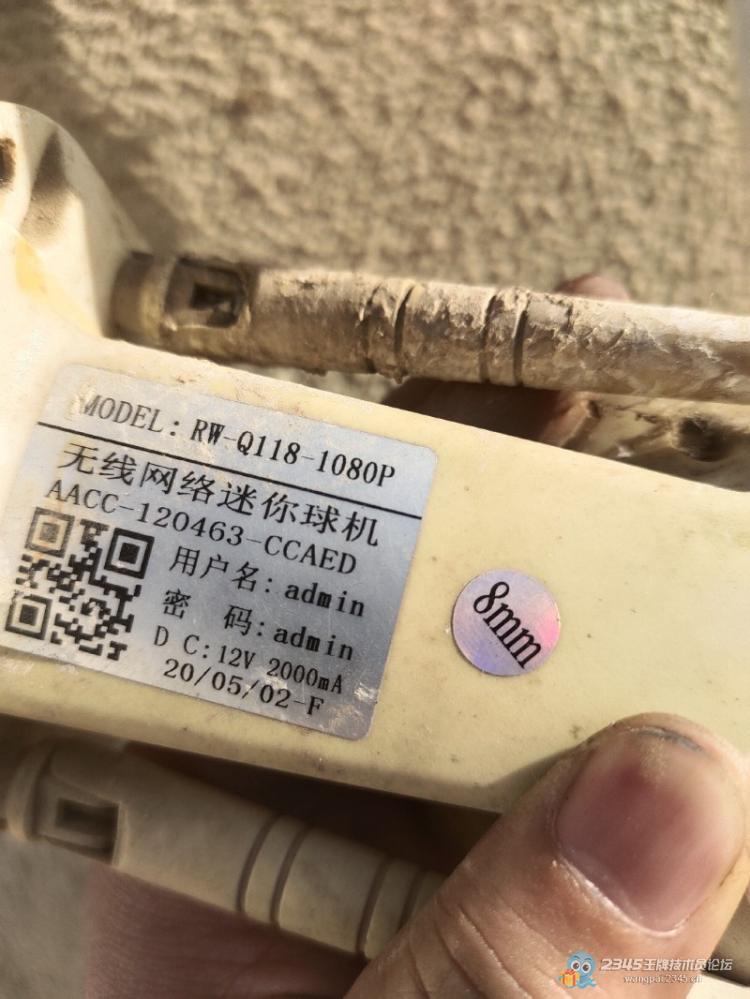 MODEL: RW-Q118-1080P
无线网络迷你球机
AACC-120463-CCAED
用户名: admin
密 码: admin
D C: 12V 2000mA
20/05/02-F
8mm
2345王牌技术员论坛
wangpai2345.cn